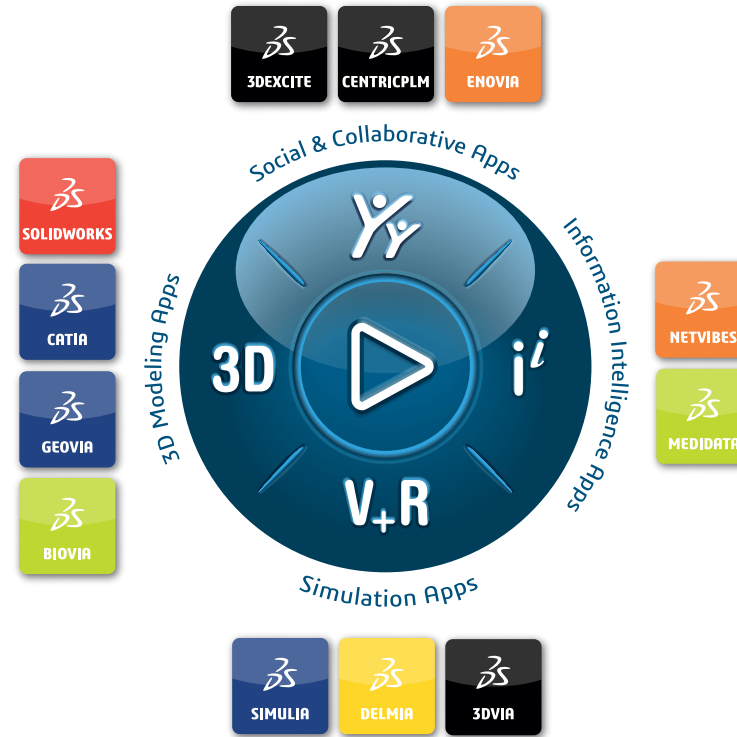 3DEXCITE
CENTRICPLM
ENOVIA
Social & Collaborative Apps
SOLIDWORKS
CATIA
GEOVIA
BIOVIA
3D Modeling Apps
3D
i i
V+R
Information Intelligence Apps
NETVIBES
MEDIDATA
Simulation Apps
SIMULIA
DELMIA
3DVIA